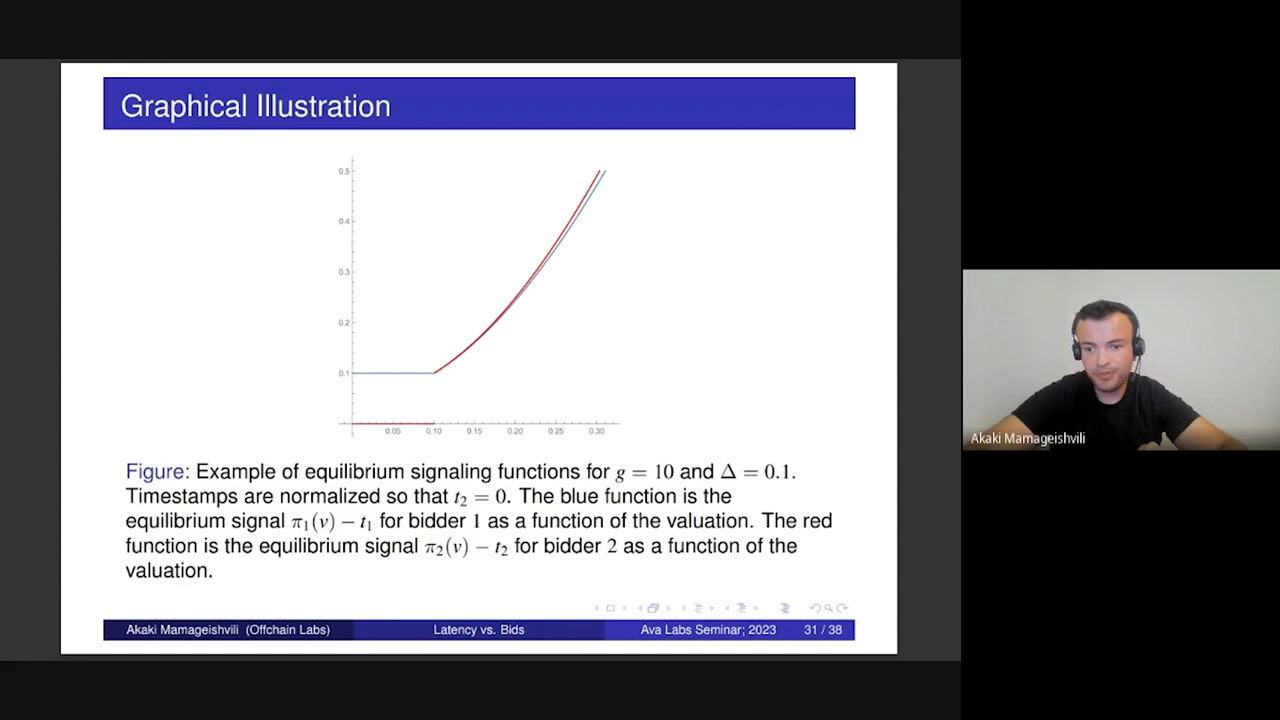 Graphical Illustration
0.5
0.4
0.3
0.2
0.1
0.05 0.10 0.15 0.20 0.25 0.30
Figure: Example of equilibrium signaling functions for g = 10 and Δ = 0.1.
Timestamps are normalized so that t₂ = 0. The blue function is the
equilibrium signal π₁(v) − t₁ for bidder 1 as a function of the valuation. The red
function is the equilibrium signal π₂(v) − t₂ for bidder 2 as a function of the
valuation.
Akaki Mamageishvili (Offchain Labs) Latency vs. Bids Ava Labs Seminar; 2023 31 / 38
Akaki Mamageishvili